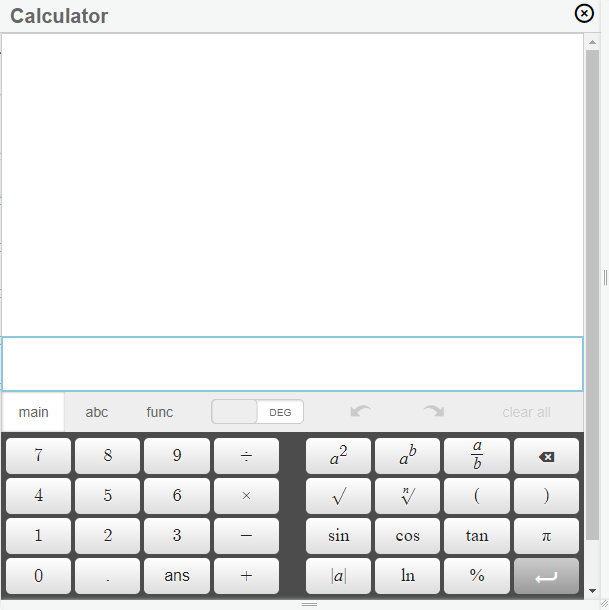 Calculator
main abc func DEG clear all
7 8 9 ÷ a² aᵇ a/b
4 5 6 × √ ⁿ√ ( )
1 2 3 − sin cos tan π
0 . ans + |a| ln %